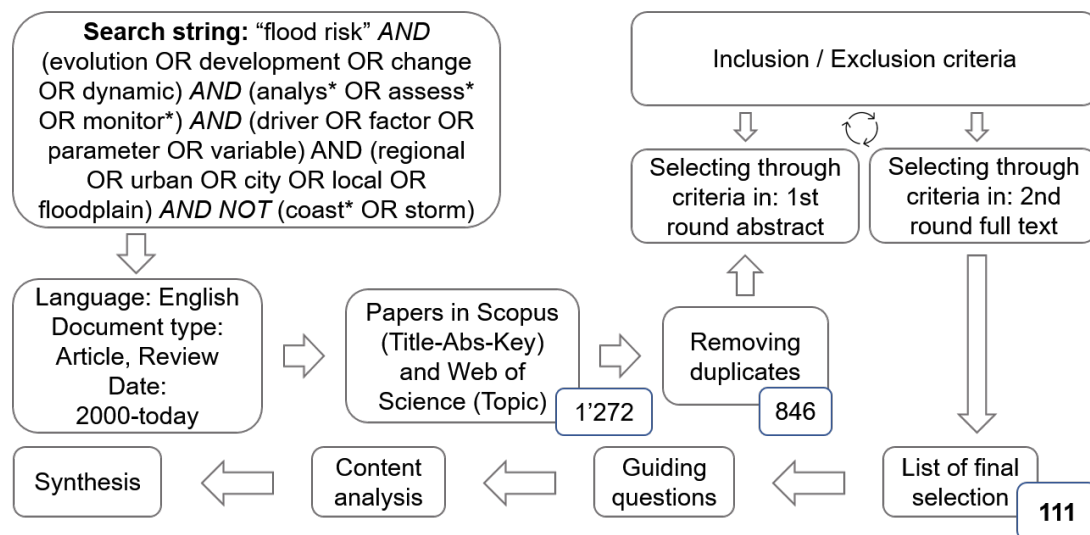 Search string: “flood risk” AND
(evolution OR development OR change
OR dynamic) AND (analys* OR assess*
OR monitor*) AND (driver OR factor OR
parameter OR variable) AND (regional
OR urban OR city OR local OR
floodplain) AND NOT (coast* OR storm)
Inclusion / Exclusion criteria
Selecting through
criteria in: 1st
round abstract
Selecting through
criteria in: 2nd
round full text
Language: English
Document type:
Article, Review
Date:
2000-today
Papers in Scopus
(Title-Abs-Key)
and Web of
Science (Topic)
1’272
Removing
duplicates
846
List of final
selection
111
Guiding
questions
Content
analysis
Synthesis